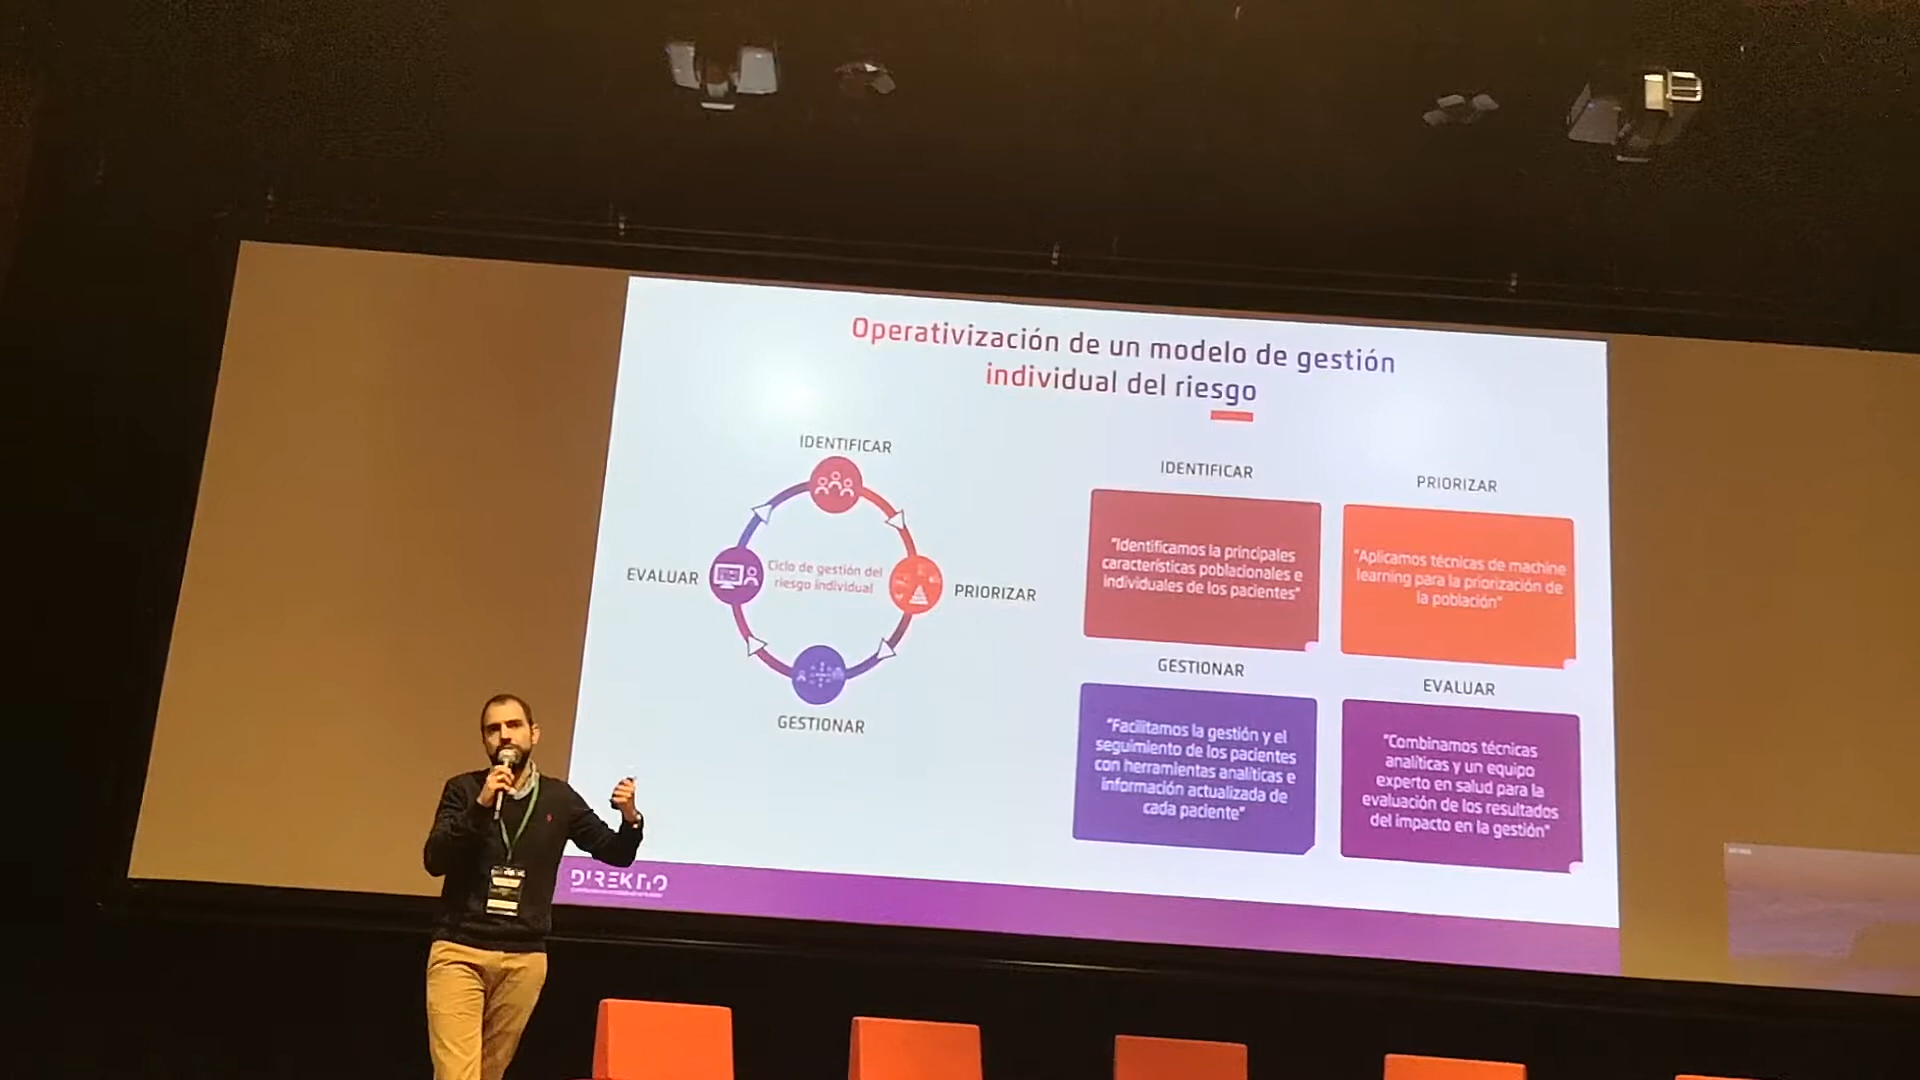 Operativización de un modelo de gestión
individual del riesgo
IDENTIFICAR
EVALUAR
Ciclo de gestión del
riesgo individual
PRIORIZAR
GESTIONAR
IDENTIFICAR
"Identificamos la principales
características poblacionales e
individuales de los pacientes"
PRIORIZAR
"Aplicamos técnicas de machine
learning para la priorización de
la población"
GESTIONAR
"Facilitamos la gestión y el
seguimiento de los pacientes
con herramientas analíticas e
información actualizada de
cada paciente"
EVALUAR
"Combinamos técnicas
analíticas y un equipo
experto en salud para la
evaluación de los resultados
del impacto en la gestión"